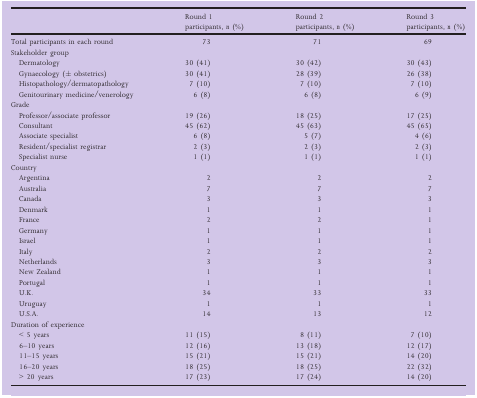 Round 1 Round 2 Round 3
participants, n (%) participants, n (%) participants, n (%)
Total participants in each round 73 71 69
Stakeholder group
Dermatology 30 (41) 30 (42) 30 (43)
Gynaecology (± obstetrics) 30 (41) 28 (39) 26 (38)
Histopathology/dermatopathology 7 (10) 7 (10) 7 (10)
Genitourinary medicine/venerology 6 (8) 6 (8) 6 (9)
Grade
Professor/associate professor 19 (26) 18 (25) 17 (25)
Consultant 45 (62) 45 (63) 45 (65)
Associate specialist 6 (8) 5 (7) 4 (6)
Resident/specialist registrar 2 (3) 2 (3) 2 (3)
Specialist nurse 1 (1) 1 (1) 1 (1)
Country
Argentina 2 2 2
Australia 7 7 7
Canada 3 3 3
Denmark 1 1 1
France 2 2 1
Germany 1 1 1
Israel 1 1 1
Italy 2 2 2
Netherlands 3 3 3
New Zealand 1 1 1
Portugal 1 1 1
U.K. 34 33 33
Uruguay 1 1 1
U.S.A. 14 13 12
Duration of experience
< 5 years 11 (15) 8 (11) 7 (10)
6–10 years 12 (16) 13 (18) 12 (17)
11–15 years 15 (21) 15 (21) 14 (20)
16–20 years 18 (25) 18 (25) 22 (32)
> 20 years 17 (23) 17 (24) 14 (20)